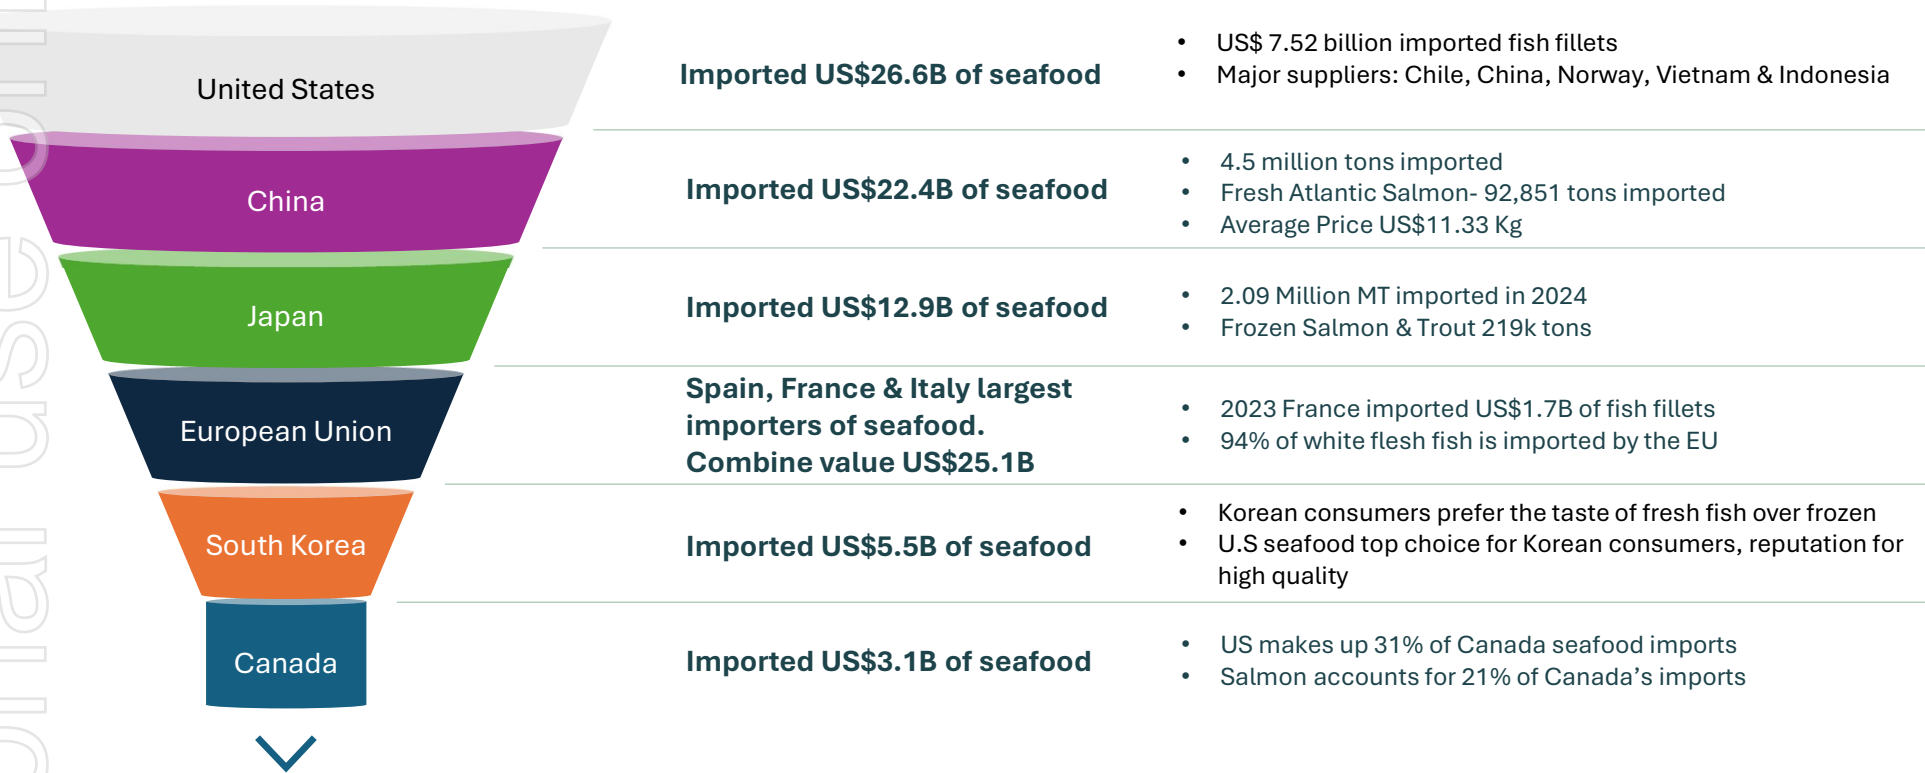 United States
Imported US$26.6B of seafood
• US$ 7.52 billion imported fish fillets
• Major suppliers: Chile, China, Norway, Vietnam & Indonesia
China
Imported US$22.4B of seafood
• 4.5 million tons imported
• Fresh Atlantic Salmon- 92,851 tons imported
• Average Price US$11.33 Kg
Japan
Imported US$12.9B of seafood
• 2.09 Million MT imported in 2024
• Frozen Salmon & Trout 219k tons
European Union
Spain, France & Italy largest
importers of seafood.
Combine value US$25.1B
• 2023 France imported US$1.7B of fish fillets
• 94% of white flesh fish is imported by the EU
South Korea
Imported US$5.5B of seafood
• Korean consumers prefer the taste of fresh fish over frozen
• U.S seafood top choice for Korean consumers, reputation for
high quality
Canada
Imported US$3.1B of seafood
• US makes up 31% of Canada seafood imports
• Salmon accounts for 21% of Canada's imports
use